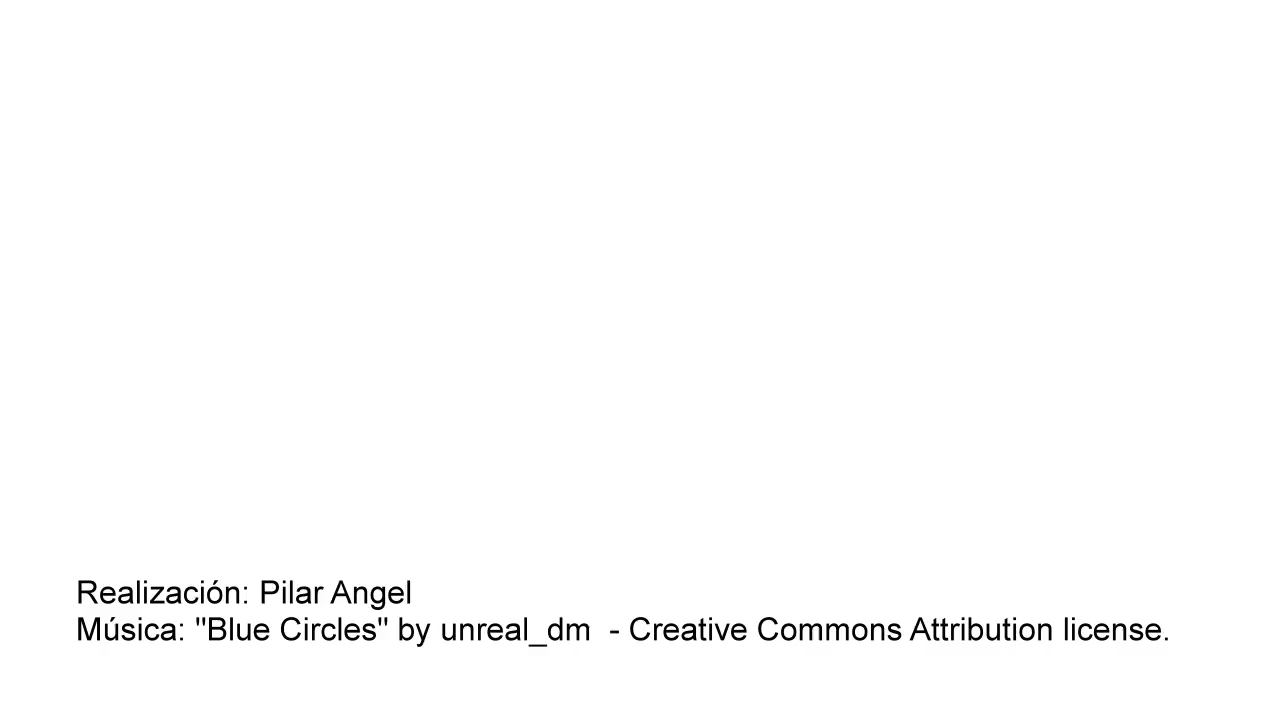 Realización: Pilar Angel
Música: "Blue Circles" by unreal_dm  - Creative Commons Attribution license.